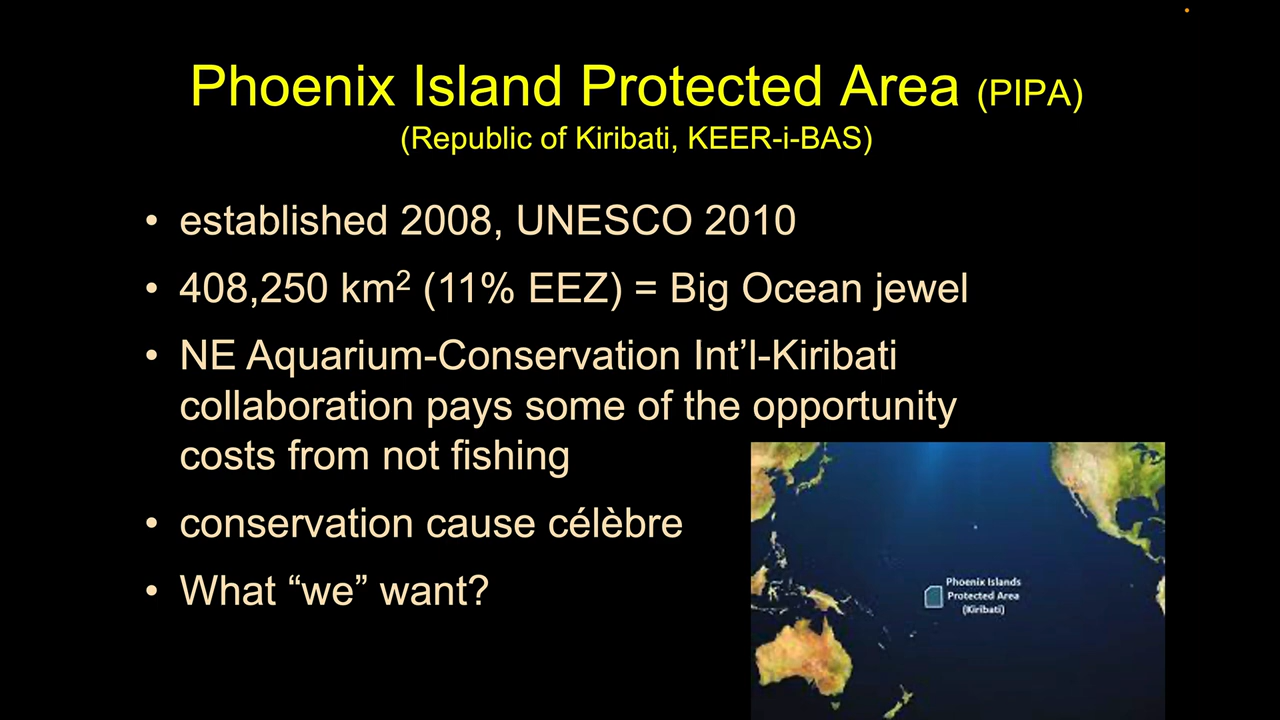 Phoenix Island Protected Area (PIPA)
(Republic of Kiribati, KEER-i-BAS)
• established 2008, UNESCO 2010
• 408,250 km² (11% EEZ) = Big Ocean jewel
• NE Aquarium-Conservation Int’l-Kiribati
collaboration pays some of the opportunity
costs from not fishing
• conservation cause célèbre
• What “we” want?
Phoenix Islands
Protected Area
(Kiribati)